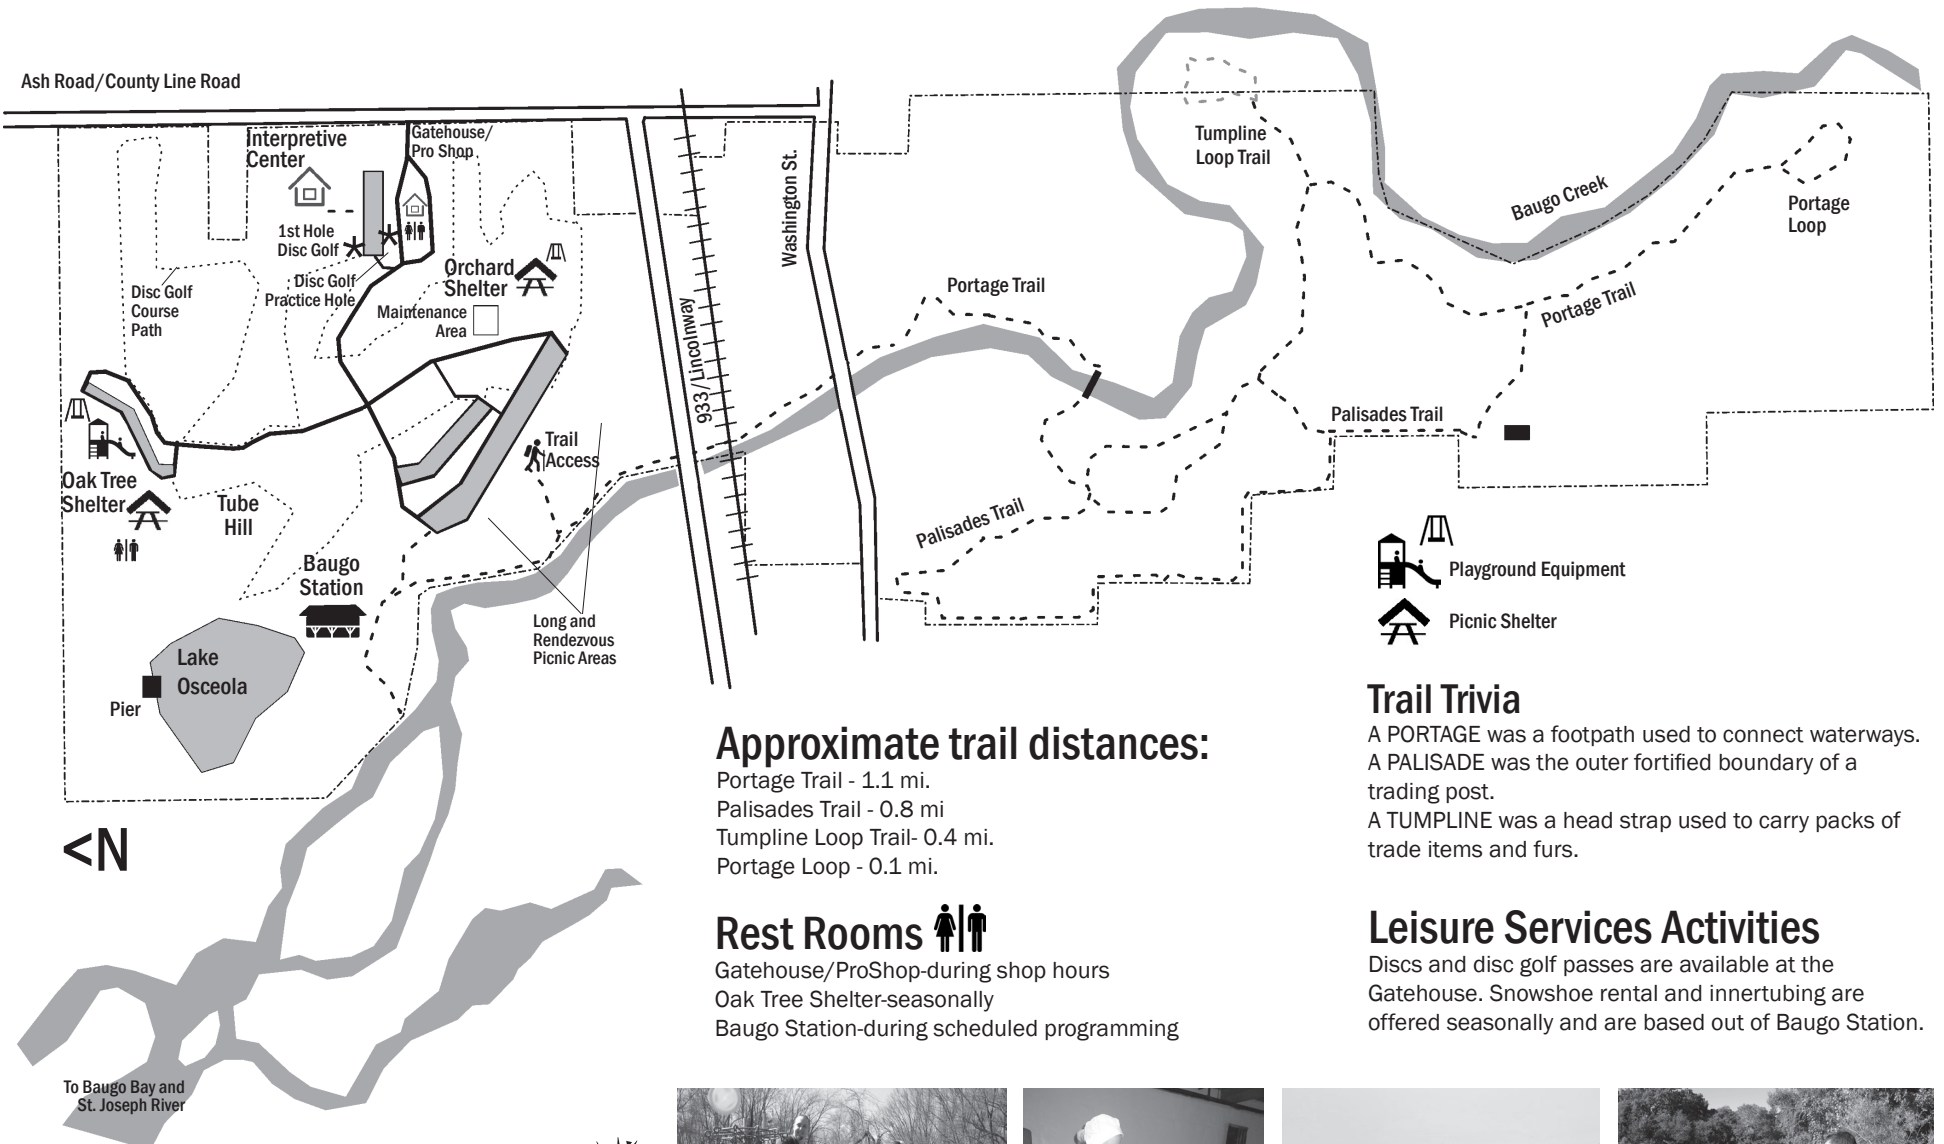 Ash Road/County Line Road
Interpretive
Center
Gatehouse/
Pro Shop
1st Hole
Disc Golf
Disc Golf
Practice Hole
Orchard
Shelter
Maintenance
Area
Disc Golf
Course
Path
Oak Tree
Shelter
Tube
Hill
Trail
Access
Baugo
Station
Long and
Rendezvous
Picnic Areas
Lake
Osceola
Pier
<N
To Baugo Bay and
St. Joseph River
933/Lincolnway
Washington St.
Portage Trail
Palisades Trail
Tumpline
Loop Trail
Baugo Creek
Portage
Loop
Portage Trail
Palisades Trail
Playground Equipment
Picnic Shelter
Approximate trail distances:
Portage Trail - 1.1 mi.
Palisades Trail - 0.8 mi
Tumpline Loop Trail- 0.4 mi.
Portage Loop - 0.1 mi.
Rest Rooms
Gatehouse/ProShop-during shop hours
Oak Tree Shelter-seasonally
Baugo Station-during scheduled programming
Trail Trivia
A PORTAGE was a footpath used to connect waterways.
A PALISADE was the outer fortified boundary of a
trading post.
A TUMPLINE was a head strap used to carry packs of
trade items and furs.
Leisure Services Activities
Discs and disc golf passes are available at the
Gatehouse. Snowshoe rental and innertubing are
offered seasonally and are based out of Baugo Station.